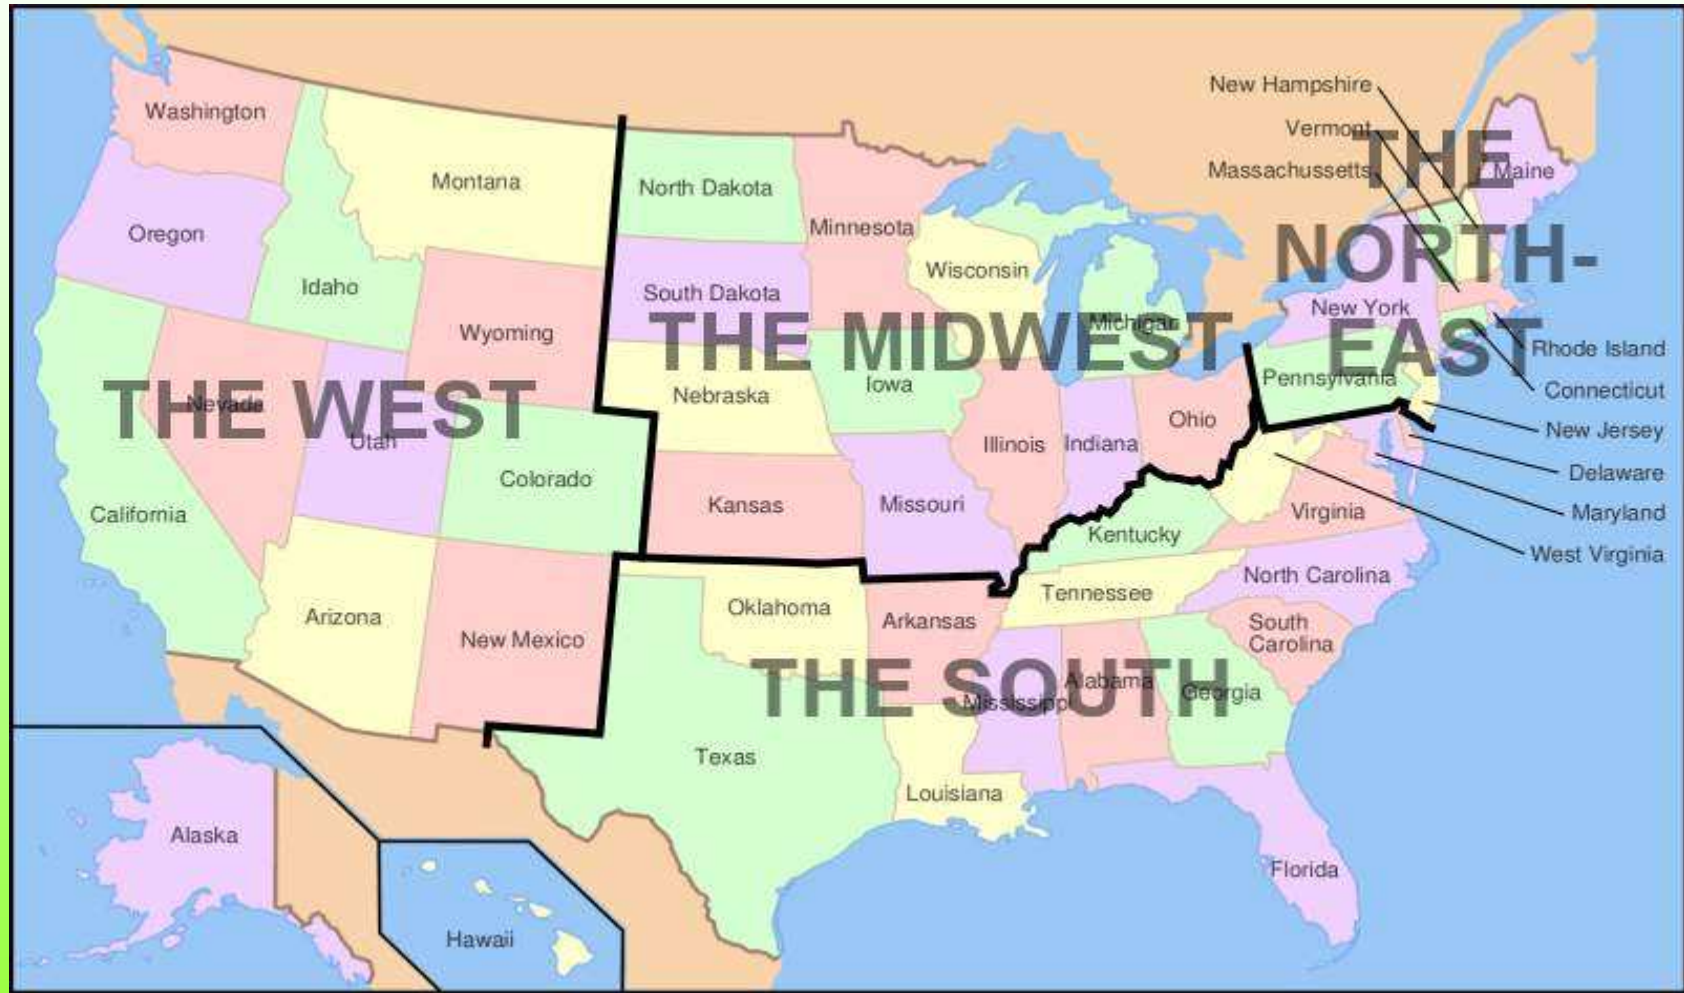 New Hampshire
Vermont
Massachussetts
THE
NORTH-
EAST
Washington
Montana
North Dakota
Minnesota
Maine
Oregon
Idaho
Wyoming
South Dakota
Wisconsin
Michigan
New York
THE MIDWEST
Rhode Island
Connecticut
New Jersey
Delaware
Maryland
West Virginia
THE WEST
Nevada
Utah
Colorado
California
Nebraska
Iowa
Kansas
Missouri
Illinois
Indiana
Ohio
Pennsylvania
Kentucky
Virginia
Arizona
New Mexico
Oklahoma
Arkansas
Tennessee
North Carolina
South
Carolina
THE SOUTH
Mississippi
Alabama
Georgia
Texas
Louisiana
Florida
Alaska
Hawaii